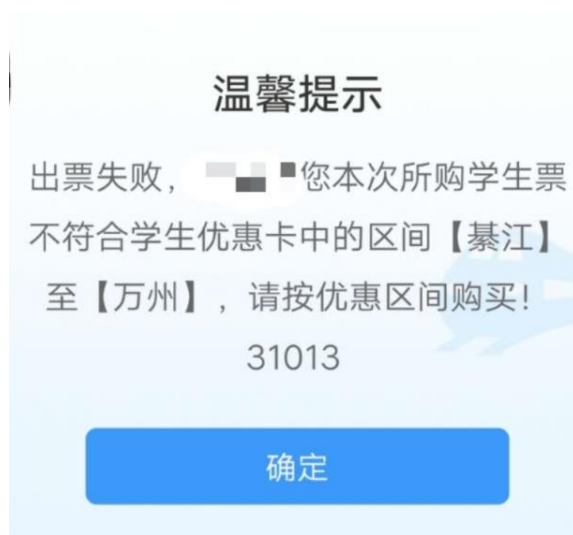 温馨提示
出票失败，您本次所购学生票
不符合学生优惠卡中的区间【綦江】
至【万州】，请按优惠区间购买！
31013
确定